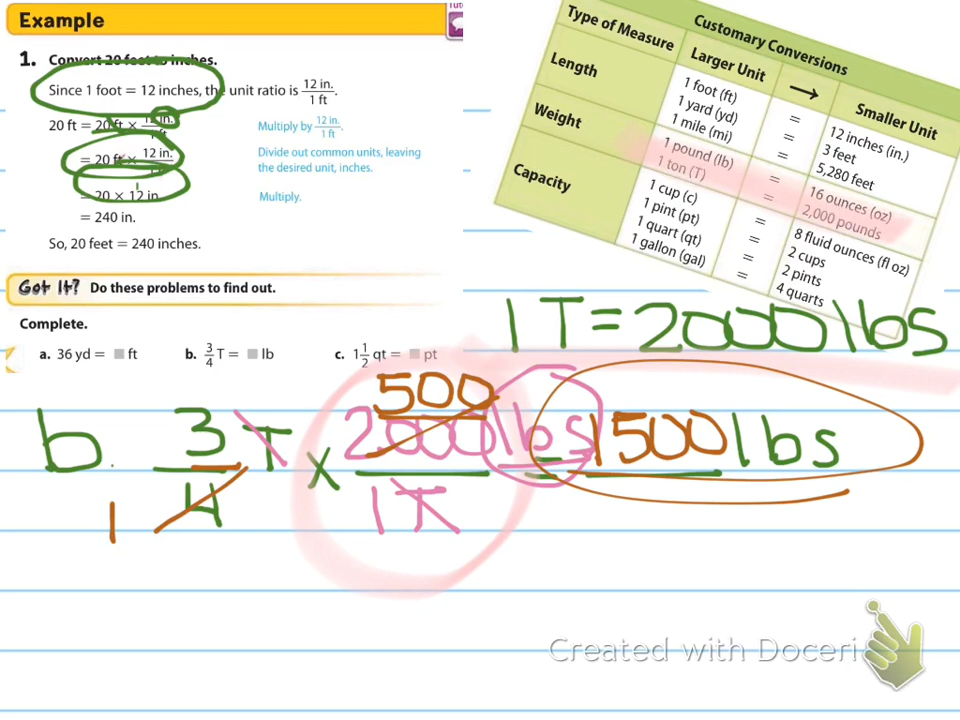 Example
1. Convert 20 feet to inches.
Since 1 foot = 12 inches, the unit ratio is 12 in./1 ft.
20 ft = 20 ft × 12 in./1 ft Multiply by 12 in./1 ft.
= 20 ft × 12 in. Divide out common units, leaving
the desired unit, inches.
= 20 × 12 in. Multiply.
= 240 in.
So, 20 feet = 240 inches.
Got It? Do these problems to find out.
Complete.
a. 36 yd = ■ ft b. 3/4 T = ■ lb c. 1 1/2 qt = ■ pt
Customary Conversions
Type of Measure Larger Unit → Smaller Unit
Length 1 foot (ft) = 12 inches (in.)
1 yard (yd) = 3 feet
1 mile (mi) = 5,280 feet
Weight 1 pound (lb) = 16 ounces (oz)
1 ton (T) = 2,000 pounds
Capacity 1 cup (c) = 8 fluid ounces (fl oz)
1 pint (pt) = 2 cups
1 quart (qt) = 2 pints
1 gallon (gal) = 4 quarts
1 T = 2000 lbs
500
b. 3/4 T × 2000 lbs/1 T = 1500 lbs
1
Created with Doceri